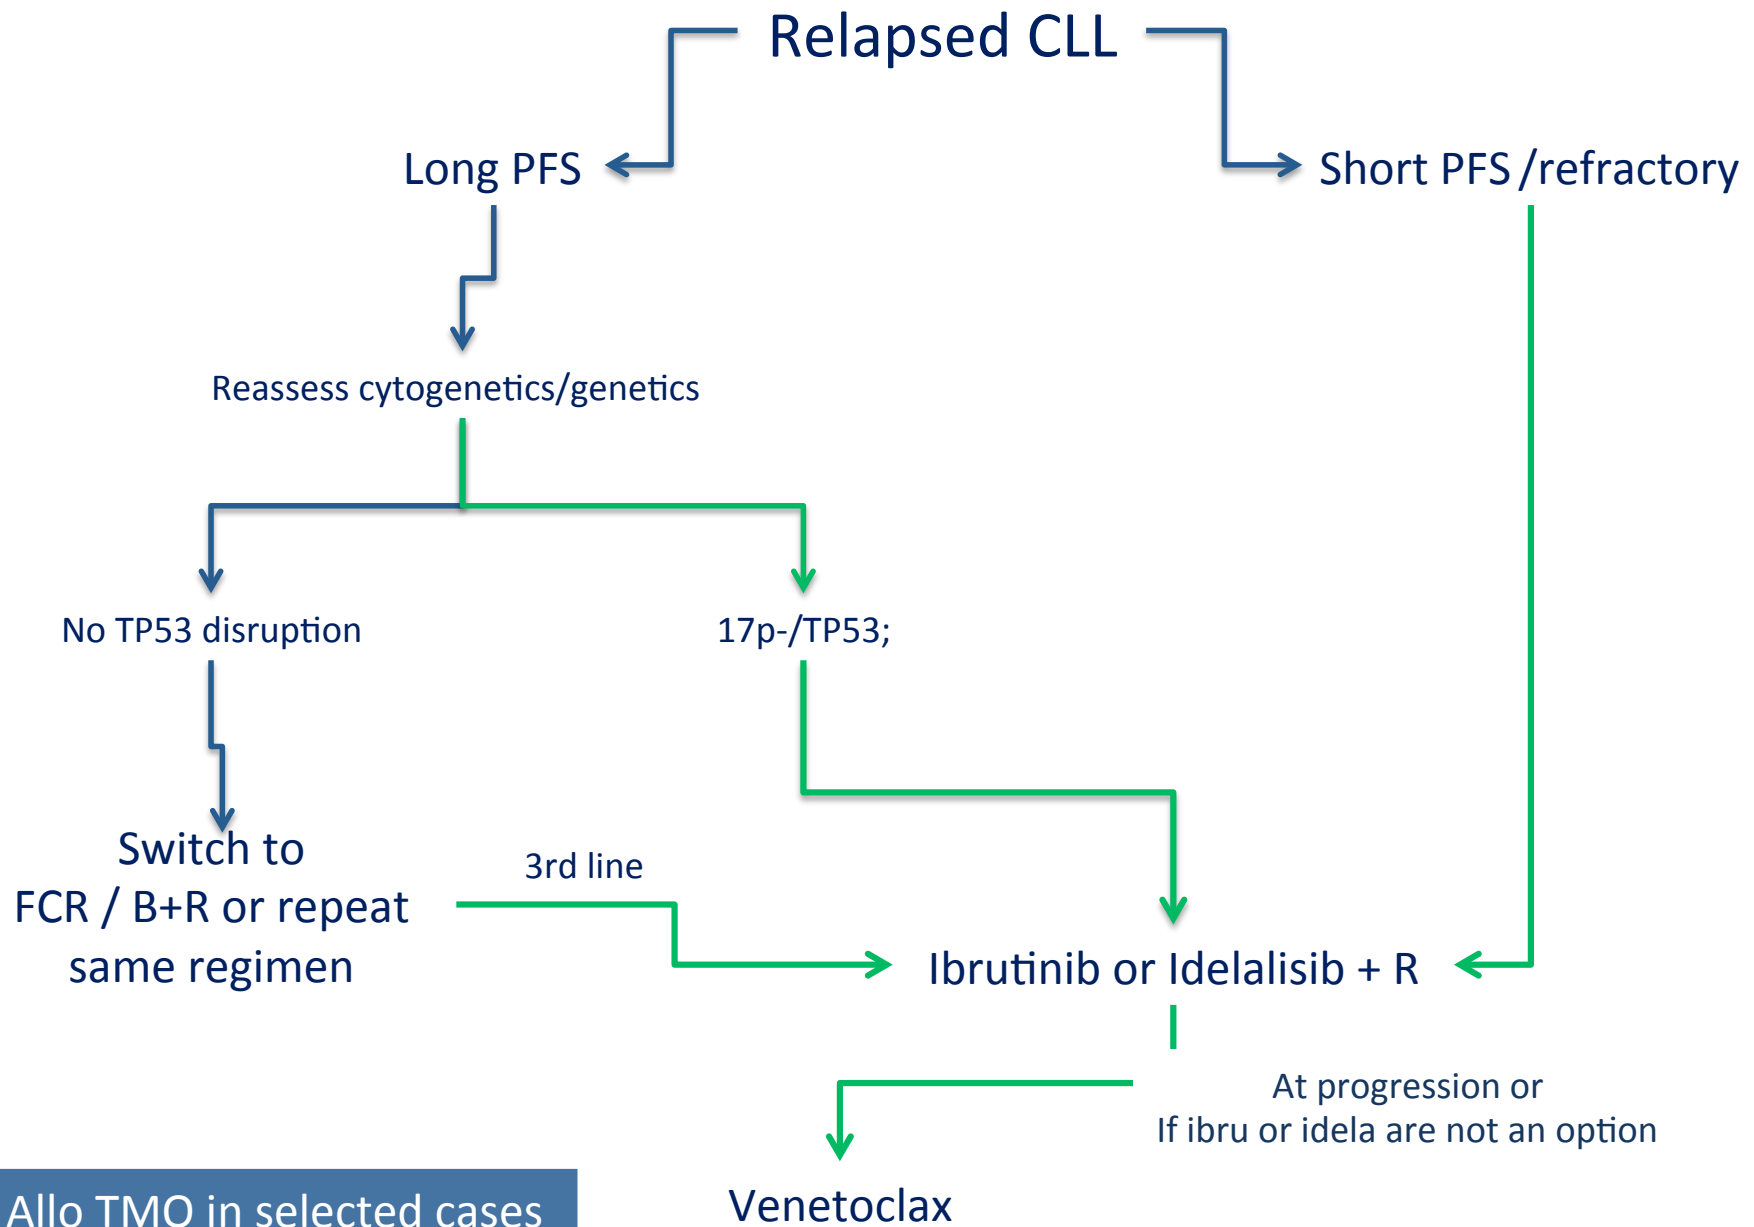 Relapsed CLL
Long PFS
Short PFS/refractory
Reassess cytogenetics/genetics
No TP53 disruption
17p-/TP53;
Switch to
FCR / B+R or repeat
same regimen
3rd line
Ibrutinib or Idelalisib + R
At progression or
If ibru or idela are not an option
Venetoclax
Allo TMO in selected cases